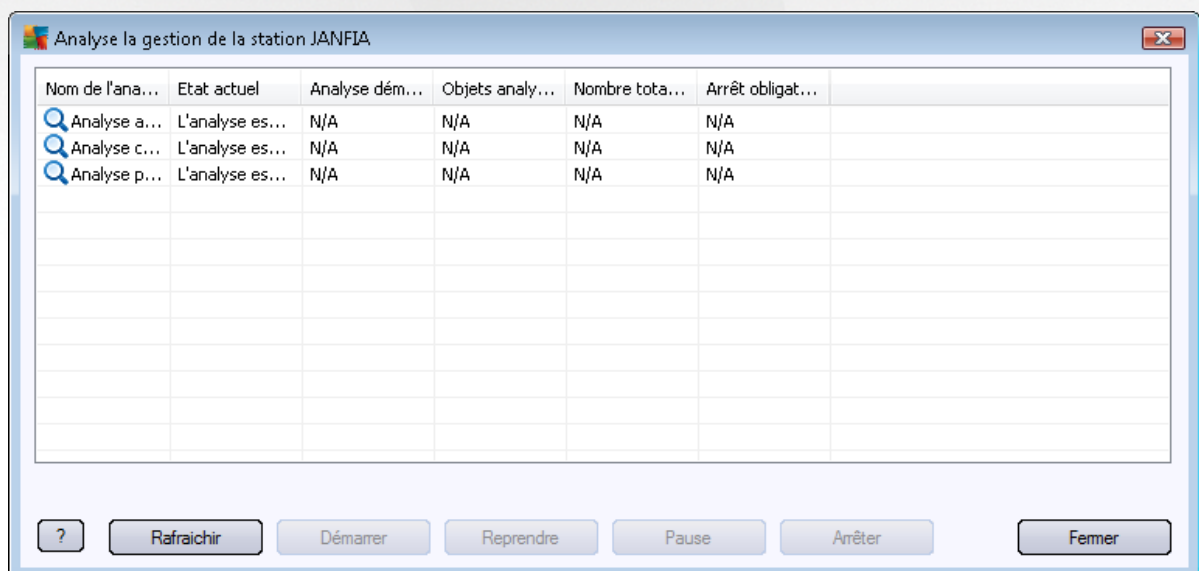 Analyse la gestion de la station JANFIA
Nom de l'ana... Etat actuel Analyse dém... Objets analy... Nombre tota... Arrêt obligat...
Analyse a... L'analyse es... N/A N/A N/A N/A
Analyse c... L'analyse es... N/A N/A N/A N/A
Analyse p... L'analyse es... N/A N/A N/A N/A
? Rafraichir Démarrer Reprendre Pause Arrêter Fermer